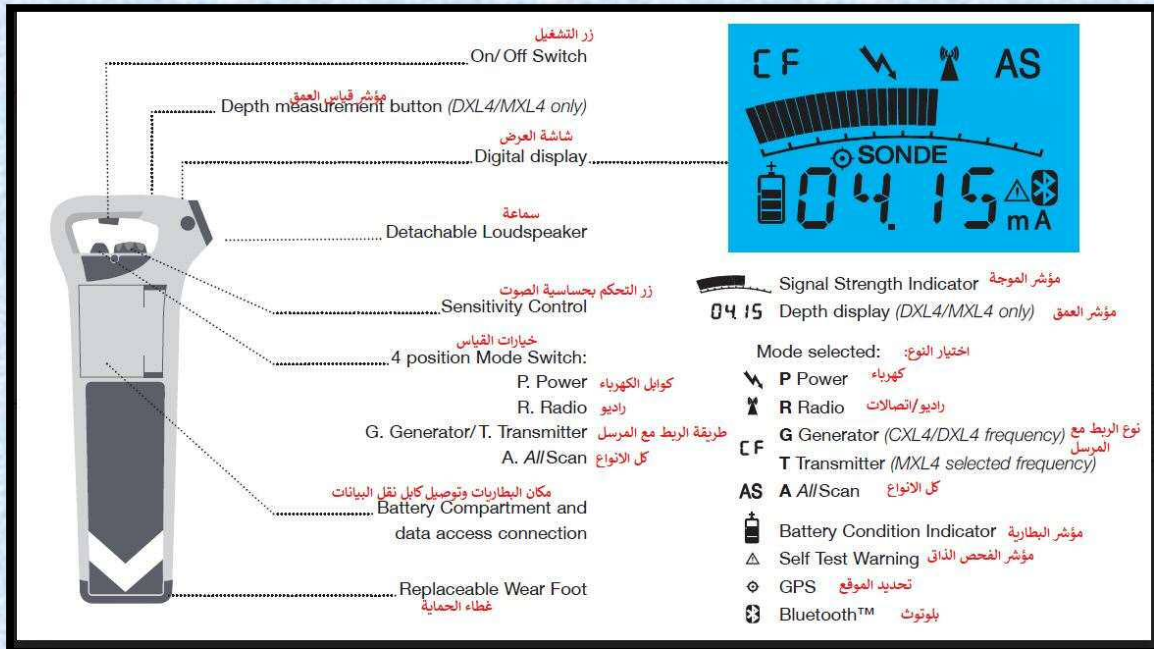 زر التشغيل
On/Off Switch
مؤشر قياس العمق
Depth measurement button (DXL4/MXL4 only)
شاشة العرض
Digital display
سماعة
Detachable Loudspeaker
زر التحكم بحساسية الصوت
Sensitivity Control
خيارات القياس
4 position Mode Switch:
P. Power كوابل الكهرباء
R. Radio راديو
G. Generator/T. Transmitter طريقة الربط مع المرسل
A. AllScan كل الانواع
مكان البطاريات وتوصيل كابل نقل البيانات
Battery Compartment and
data access connection
Replaceable Wear Foot
غطاء الحماية
CF AS
SONDE
04.15
mA
Signal Strength Indicator مؤشر الموجة
04.15 Depth display (DXL4/MXL4 only) مؤشر العمق
Mode selected: اختيار النوع:
P Power كهرباء
R Radio راديو/اتصالات
G Generator (CXL4/DXL4 frequency) نوع الربط مع
المرسل
CF
T Transmitter (MXL4 selected frequency)
AS A AllScan كل الانواع
Battery Condition Indicator مؤشر البطارية
Self Test Warning مؤشر الفحص الذاتي
GPS تحديد الموقع
Bluetooth™ بلوتوث